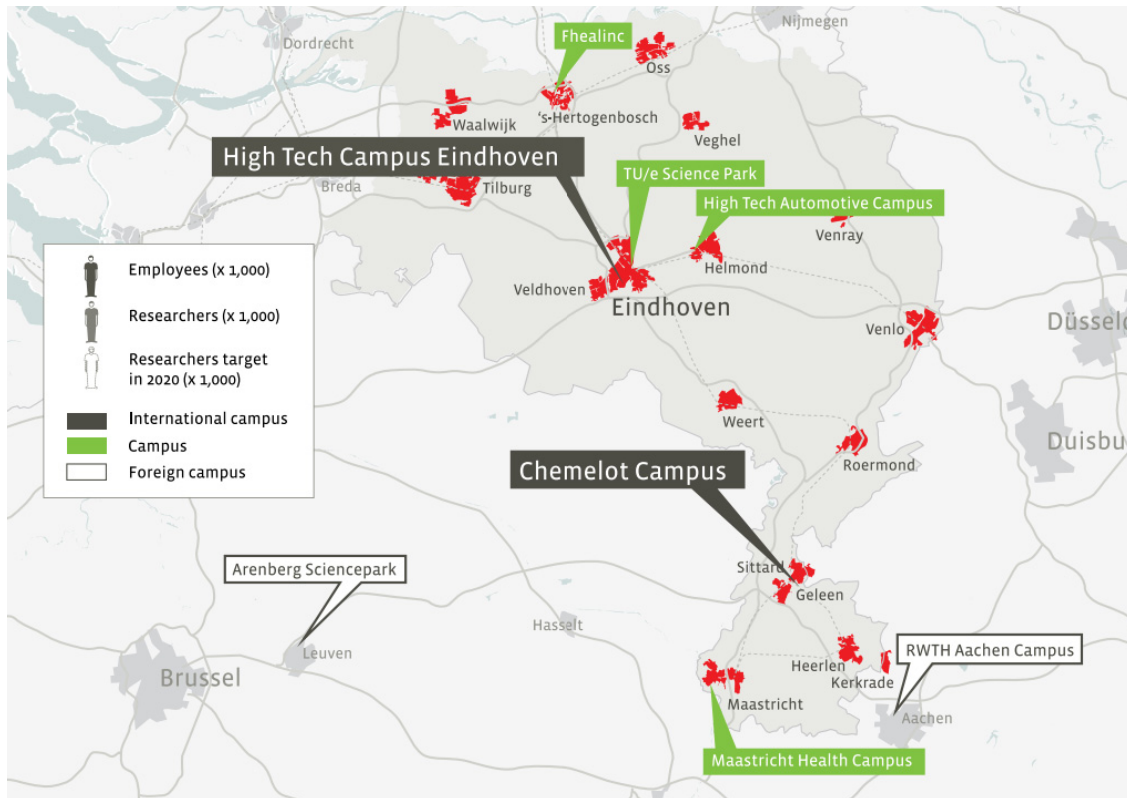 Nijmegen
Fhealinc
Dordrecht
Oss
's-Hertogenbosch
Waalwijk
Veghel
High Tech Campus Eindhoven
TU/e Science Park
Breda
Tilburg
High Tech Automotive Campus
Venray
Helmond
Veldhoven
Eindhoven
Venlo
Düsseld
Employees (x 1,000)
Researchers (x 1,000)
Researchers target
in 2020 (x 1,000)
International campus
Campus
Foreign campus
Weert
Duisbu
Roermond
Chemelot Campus
Sittard
Geleen
Arenberg Sciencepark
Hasselt
Leuven
Brussel
Heerlen
RWTH Aachen Campus
Kerkrade
Maastricht
Aachen
Maastricht Health Campus